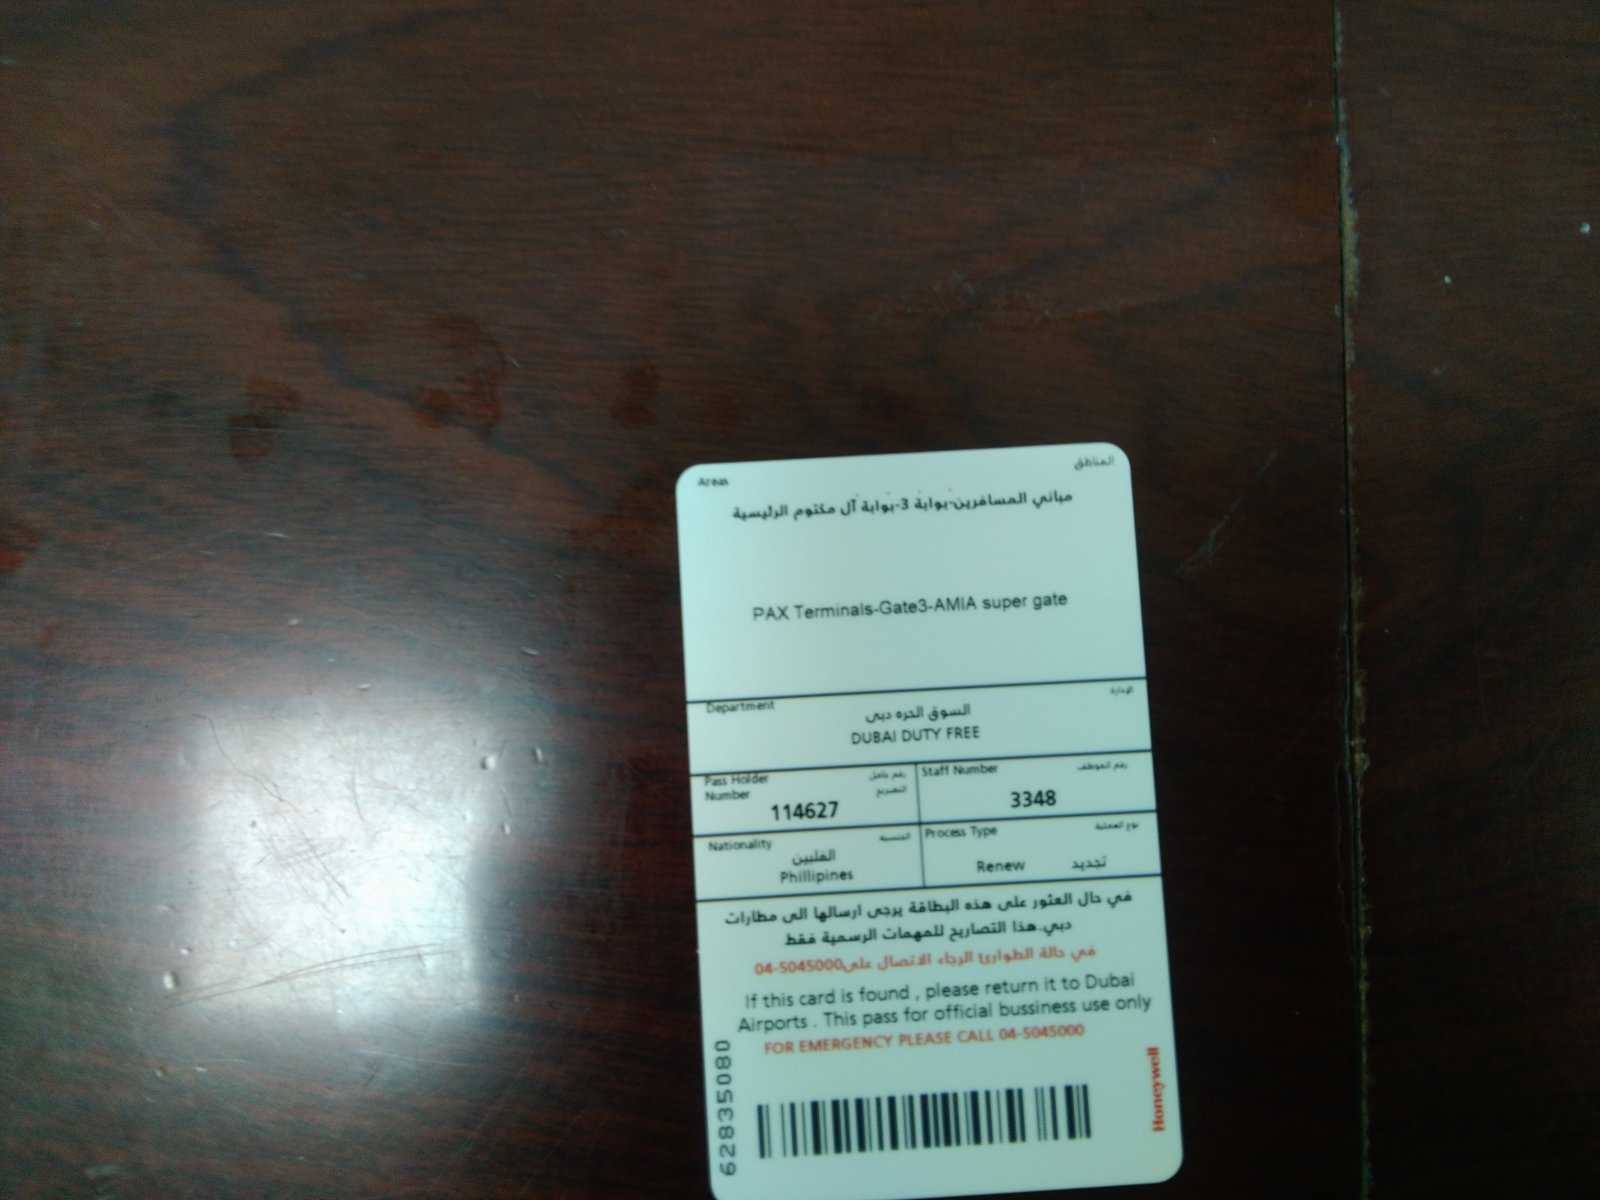 Areas المناطق
مباني المسافرين-بوابة 3-بوابة آل مكتوم الرئيسية
PAX Terminals-Gate3-AMIA super gate
Department الإدارة
السوق الحره دبى
DUBAI DUTY FREE
Pass Holder Number رقم حامل التصريح
114627
Staff Number رقم الموظف
3348
Nationality الجنسية
الفلبين
Phillipines
Process Type نوع العملية
Renew تجديد
في حال العثور على هذه البطاقة يرجى ارسالها الى مطارات
دبي.هذا التصاريح للمهمات الرسمية فقط
في حالة الطوارئ الرجاء الاتصال على04-5045000
If this card is found , please return it to Dubai
Airports . This pass for official bussiness use only
FOR EMERGENCY PLEASE CALL 04-5045000
62835080
Honeywell